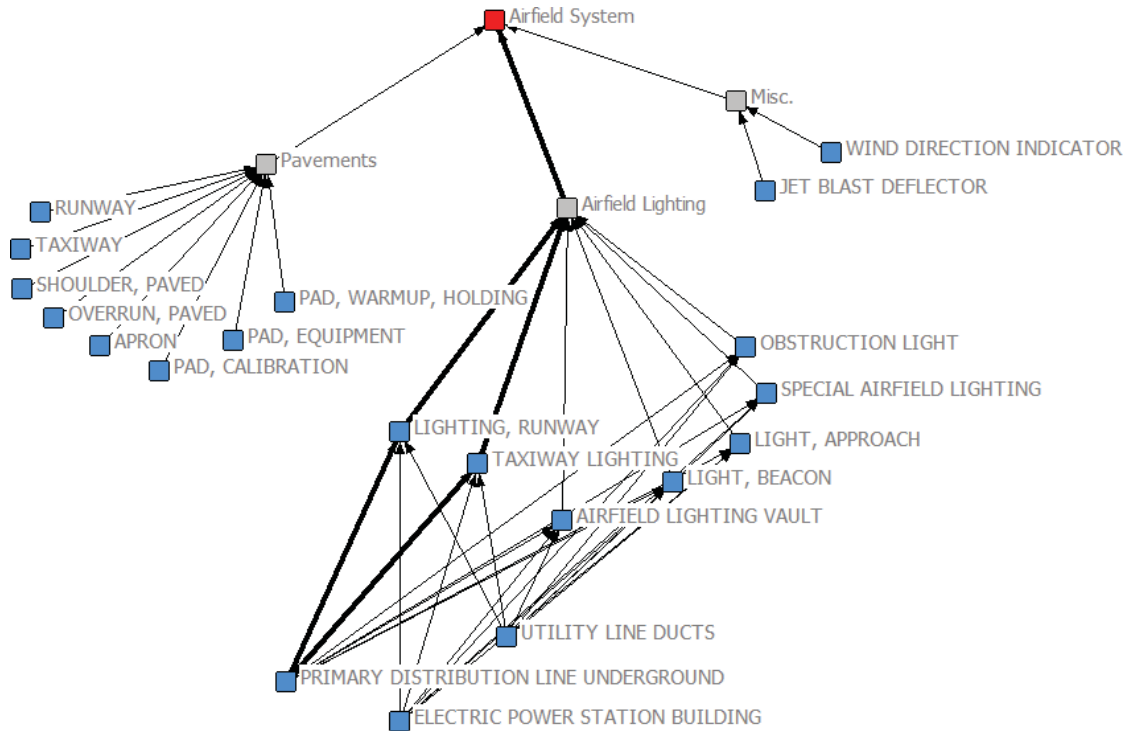 Airfield System
Misc.
WIND DIRECTION INDICATOR
Pavements
JET BLAST DEFLECTOR
Airfield Lighting
RUNWAY
TAXIWAY
SHOULDER, PAVED
PAD, WARMUP, HOLDING
OVERRUN, PAVED
PAD, EQUIPMENT
APRON
OBSTRUCTION LIGHT
PAD, CALIBRATION
SPECIAL AIRFIELD LIGHTING
LIGHTING, RUNWAY
LIGHT, APPROACH
TAXIWAY LIGHTING
LIGHT, BEACON
AIRFIELD LIGHTING VAULT
UTILITY LINE DUCTS
PRIMARY DISTRIBUTION LINE UNDERGROUND
ELECTRIC POWER STATION BUILDING